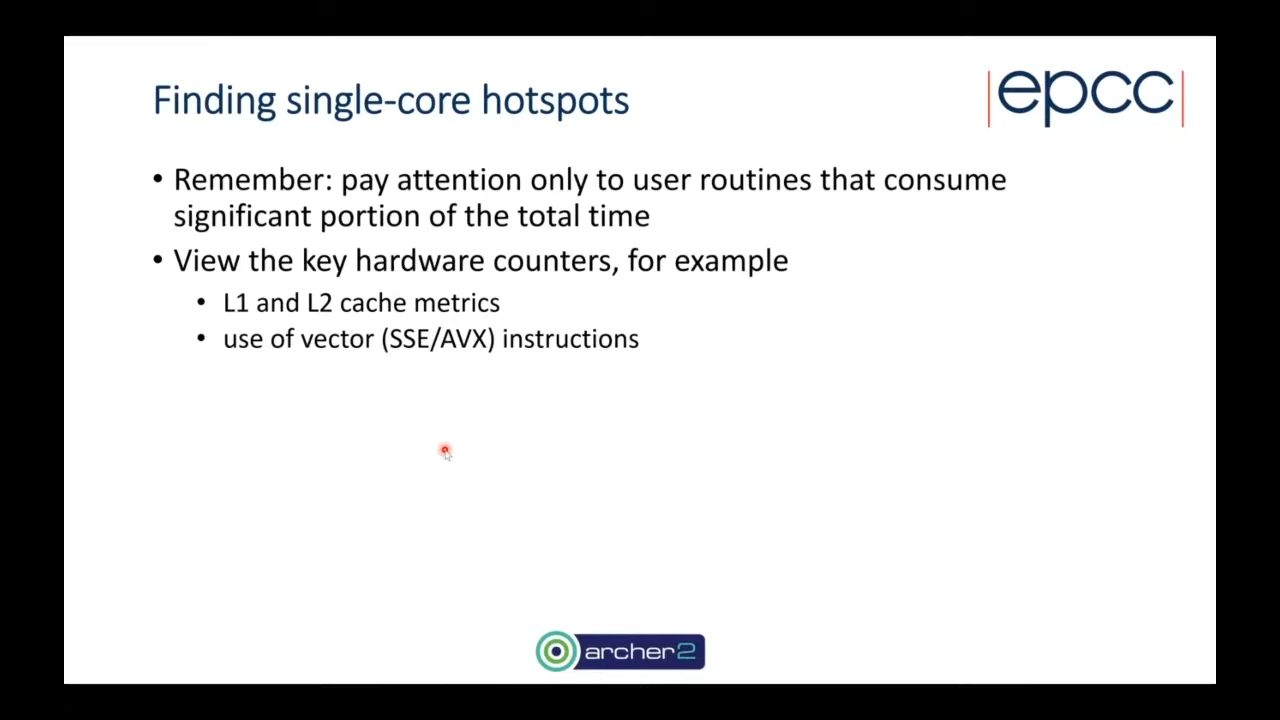 Finding single-core hotspots
epcc
• Remember: pay attention only to user routines that consume
significant portion of the total time
• View the key hardware counters, for example
• L1 and L2 cache metrics
• use of vector (SSE/AVX) instructions
archer2